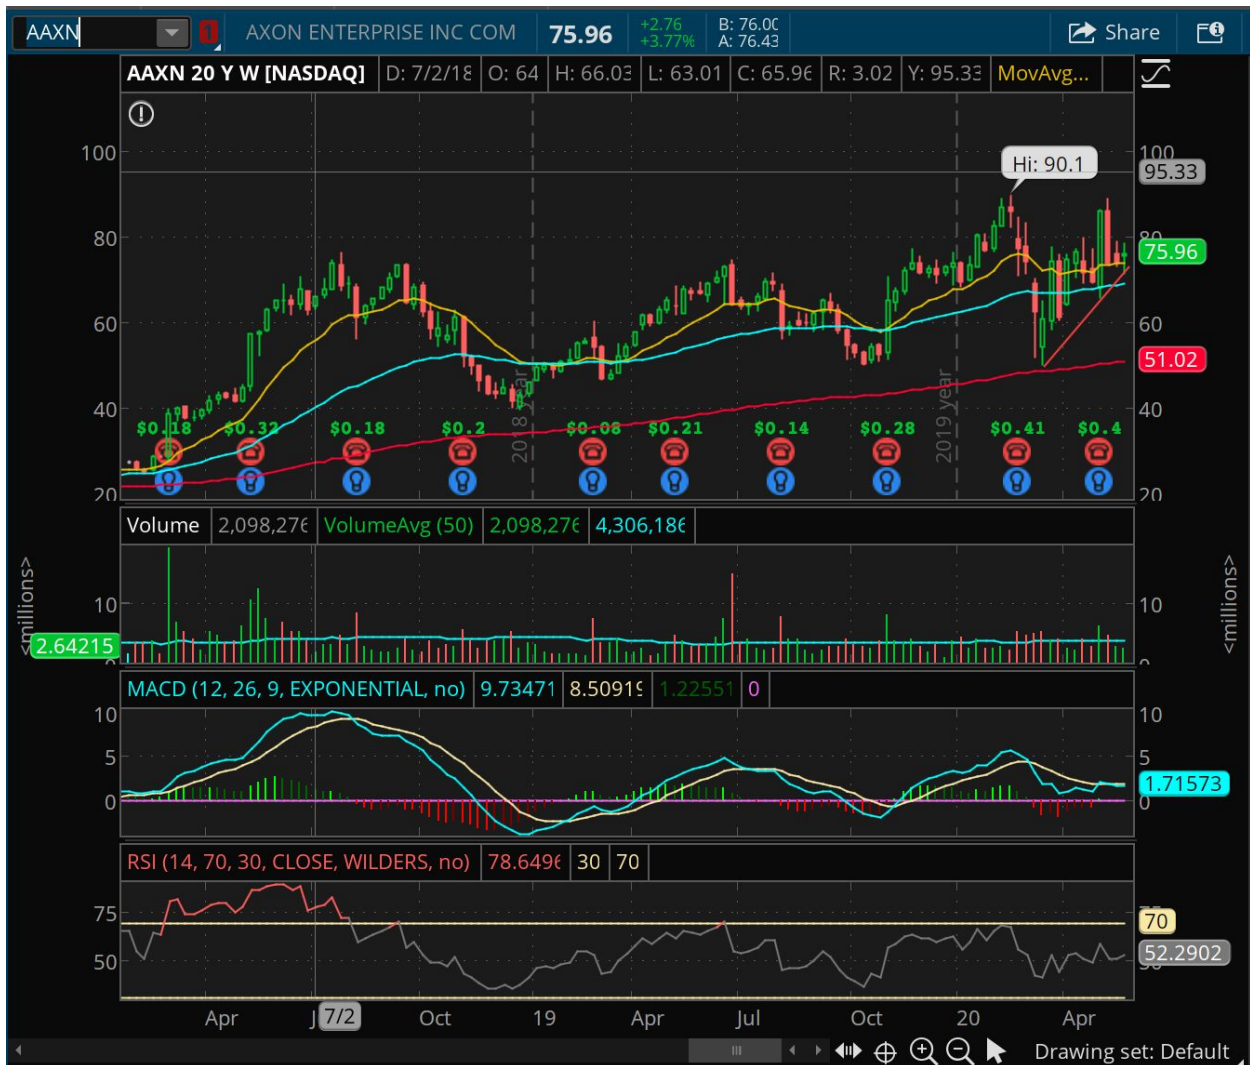 AAXN 1 AXON ENTERPRISE INC COM 75.96 +2.76 B: 76.00 Share
+3.77% A: 76.43
AAXN 20 Y W [NASDAQ] D: 7/2/18 O: 64 H: 66.03 L: 63.01 C: 65.96 R: 3.02 Y: 95.33 MovAvg...
100 Hi: 90.1 100
95.33
80 80
75.96
60 60
51.02
40 40
$0.18 $0.32 $0.18 $0.2 $0.08 $0.21 $0.14 $0.28 $0.41 $0.4
2018 year 2019 year
20 20
Volume 2,098,276 VolumeAvg (50) 2,098,276 4,306,186
<millions> <millions>
10 10
2.64215
0 0
MACD (12, 26, 9, EXPONENTIAL, no) 9.73471 8.50919 1.22551 0
10 10
5 5
1.71573
0 0
RSI (14, 70, 30, CLOSE, WILDERS, no) 78.6496 30 70
75 75
70
50 52.2902
Apr J 7/2 Oct 19 Apr Jul Oct 20 Apr
Drawing set: Default